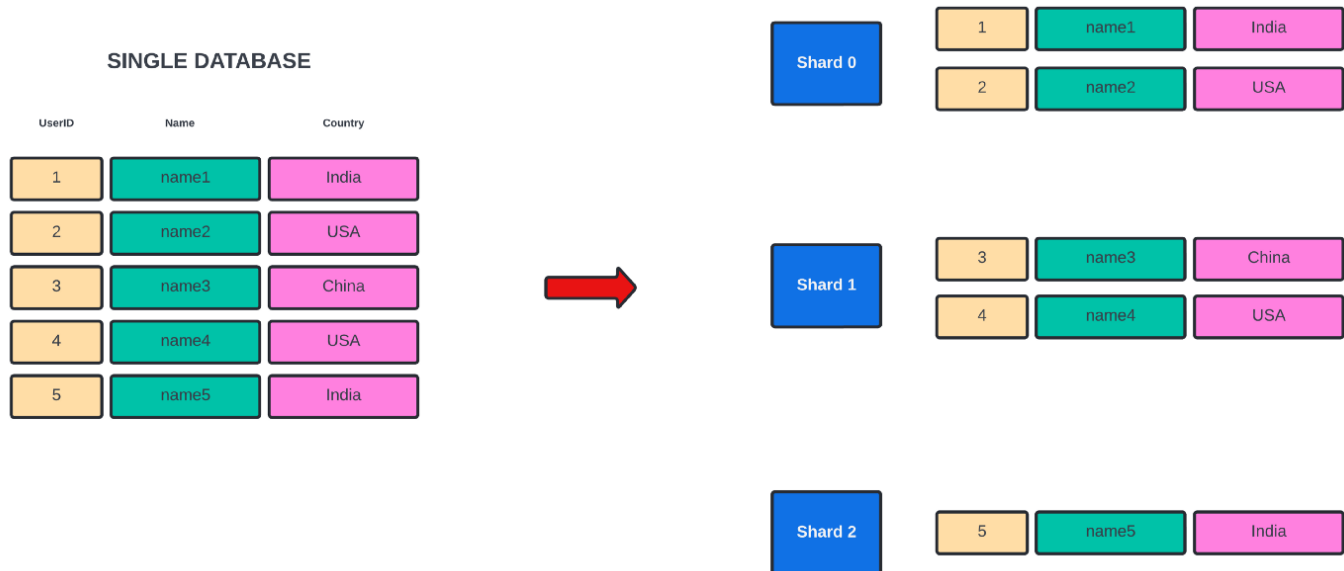 SINGLE DATABASE
UserID Name Country
1 name1 India
2 name2 USA
3 name3 China
4 name4 USA
5 name5 India
Shard 0
1 name1 India
2 name2 USA
Shard 1
3 name3 China
4 name4 USA
Shard 2
5 name5 India